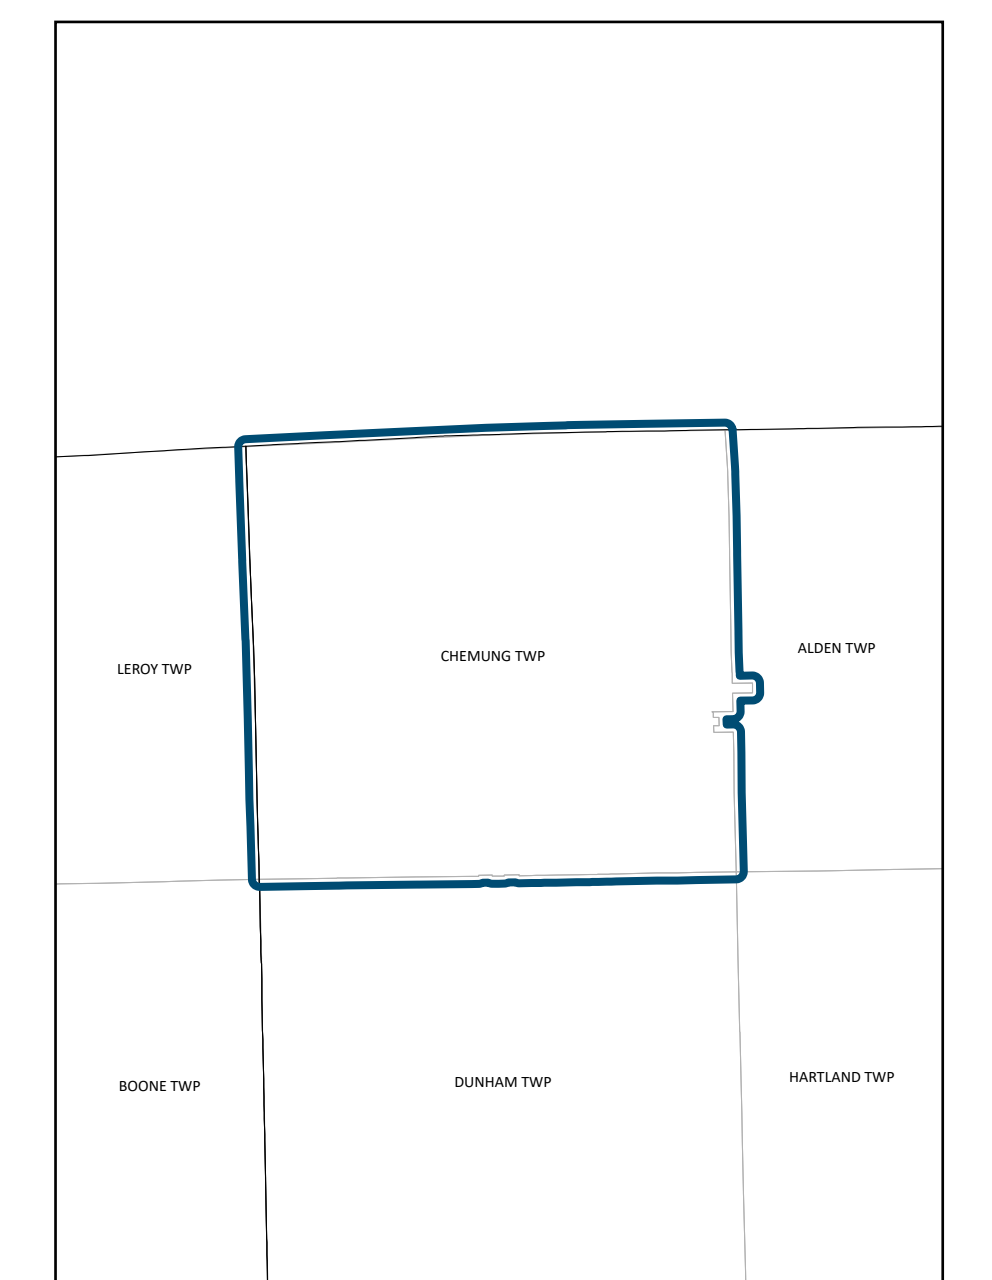 LEROY TWP
CHEMUNG TWP
ALDEN TWP
BOONE TWP
DUNHAM TWP
HARTLAND TWP